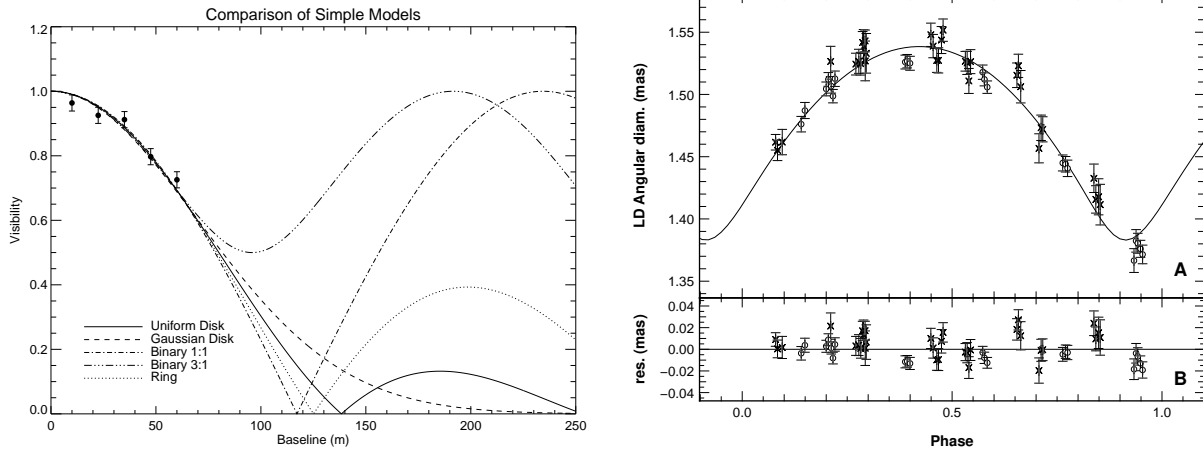 Comparison of Simple Models
1.2
1.0
0.8
0.6
0.4
0.2
0.0
Visibility
Uniform Disk
Gaussian Disk
Binary 1:1
Binary 3:1
Ring
0
50
100
150
200
250
Baseline (m)
1.55
1.50
1.45
1.40
1.35
LD Angular diam. (mas)
A
0.04
0.02
0.00
−0.02
−0.04
res. (mas)
B
0.0
0.5
1.0
Phase